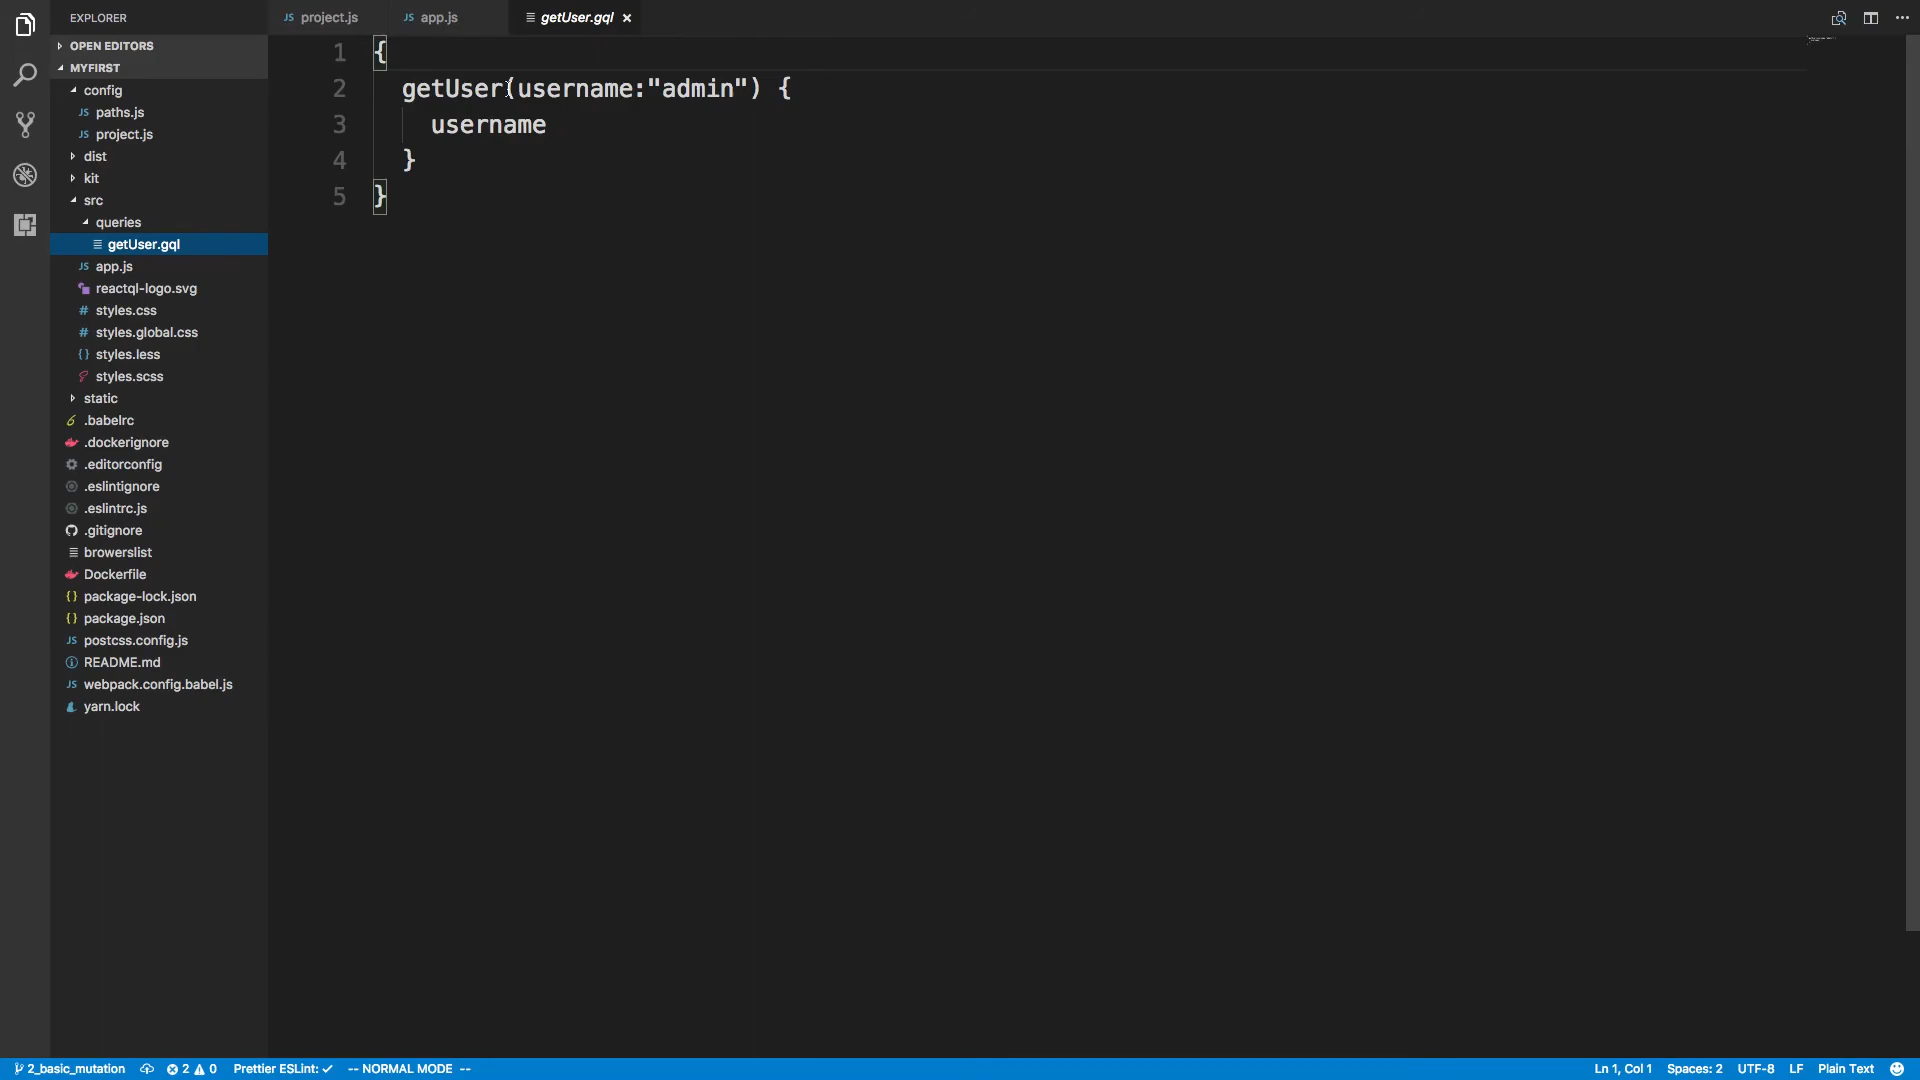 EXPLORER
project.js
app.js
getUser.gql
OPEN EDITORS
MYFIRST
config
paths.js
project.js
dist
kit
src
queries
getUser.gql
app.js
reactql-logo.svg
styles.css
styles.global.css
styles.less
styles.scss
static
.babelrc
.dockerignore
.editorconfig
.eslintignore
.eslintrc.js
.gitignore
browerslist
Dockerfile
package-lock.json
package.json
postcss.config.js
README.md
webpack.config.babel.js
yarn.lock
1 {
2 getUser(username:"admin") {
3 username
4 }
5 }
2_basic_mutation 2 0 Prettier ESLint: ✓ -- NORMAL MODE -- Ln 1, Col 1 Spaces: 2 UTF-8 LF Plain Text